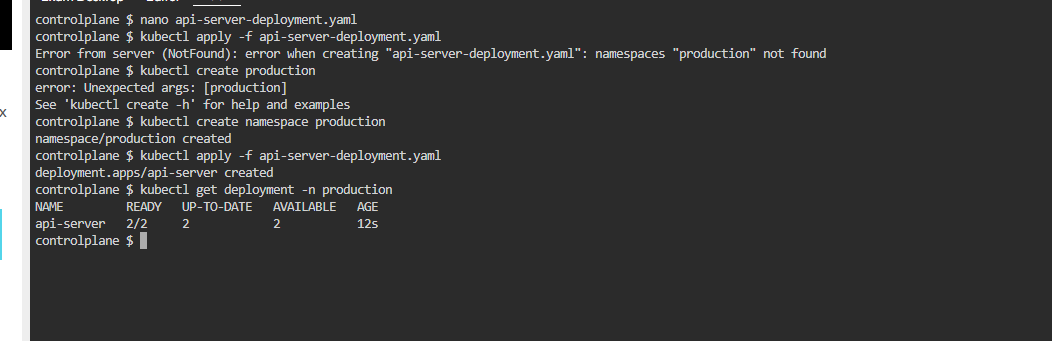 controlplane $ nano api-server-deployment.yaml
controlplane $ kubectl apply -f api-server-deployment.yaml
Error from server (NotFound): error when creating "api-server-deployment.yaml": namespaces "production" not found
controlplane $ kubectl create production
error: Unexpected args: [production]
See 'kubectl create -h' for help and examples
controlplane $ kubectl create namespace production
namespace/production created
controlplane $ kubectl apply -f api-server-deployment.yaml
deployment.apps/api-server created
controlplane $ kubectl get deployment -n production
NAME READY UP-TO-DATE AVAILABLE AGE
api-server 2/2 2 2 12s
controlplane $
x